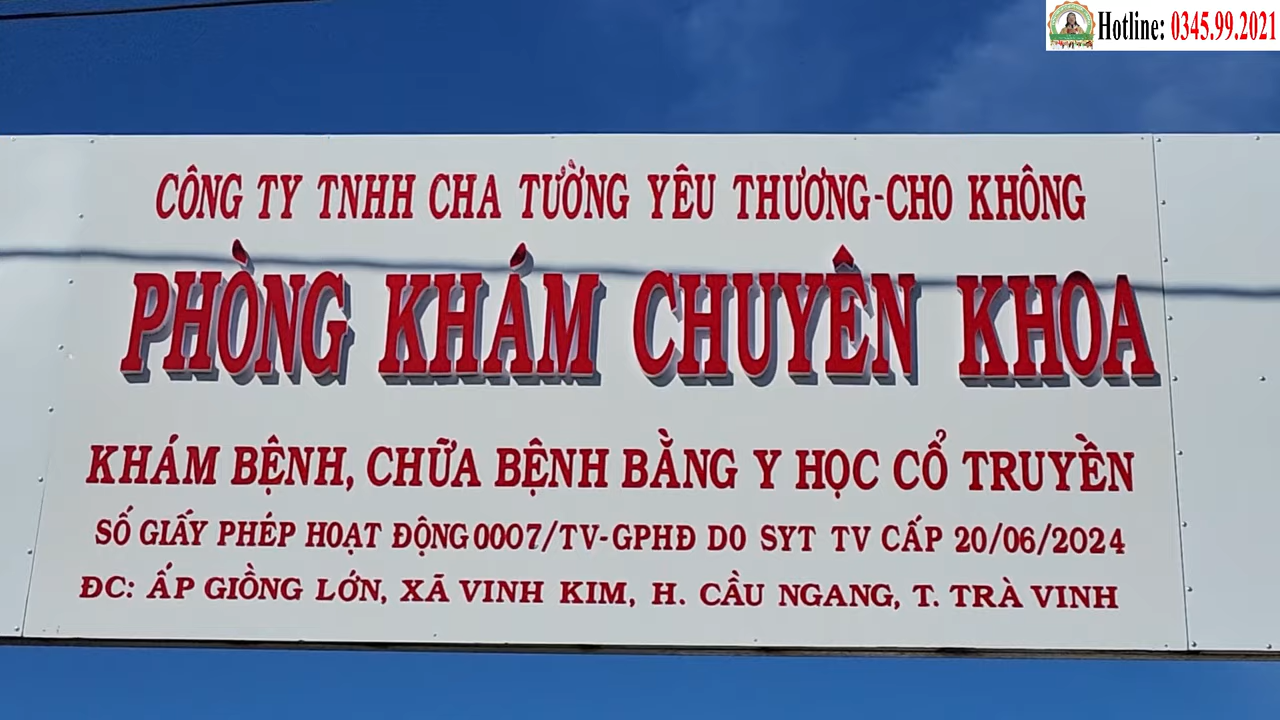 Hotline: 0345.99.2021
CÔNG TY TNHH CHA TƯỜNG YÊU THƯƠNG-CHO KHÔNG
PHÒNG KHÁM CHUYÊN KHOA
KHÁM BỆNH, CHỮA BỆNH BẰNG Y HỌC CỔ TRUYỀN
SỐ GIẤY PHÉP HOẠT ĐỘNG 0007/TV-GPHĐ DO SYT TV CẤP 20/06/2024
ĐC: ẤP GIỒNG LỚN, XÃ VINH KIM, H. CẦU NGANG, T. TRÀ VINH